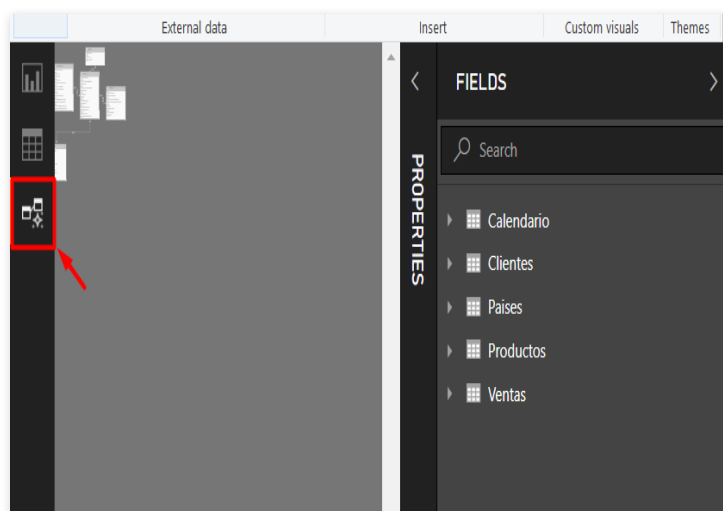 External data
Insert
Custom visuals
Themes
FIELDS
Search
PROPERTIES
Calendario
Clientes
Paises
Productos
Ventas